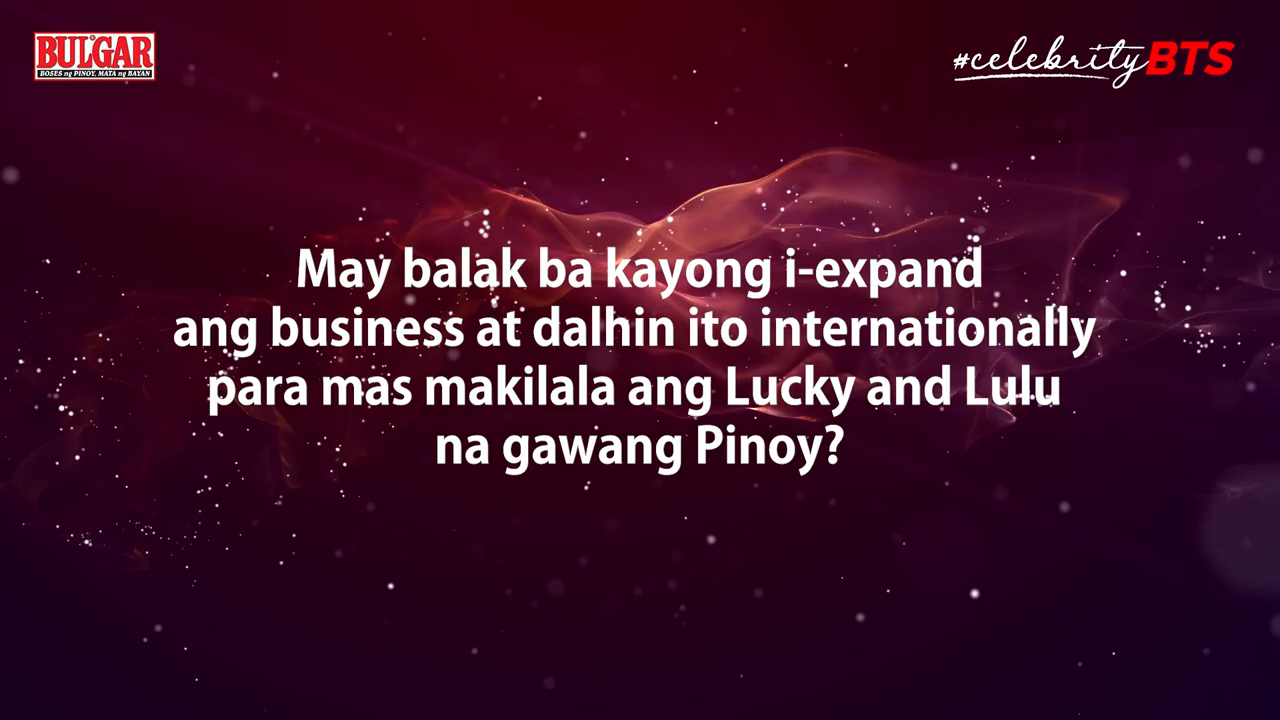 BULGAR
BOSES ng PINOY, MATA ng BAYAN
#celebrityBTS
May balak ba kayong i-expand
ang business at dalhin ito internationally
para mas makilala ang Lucky and Lulu
na gawang Pinoy?